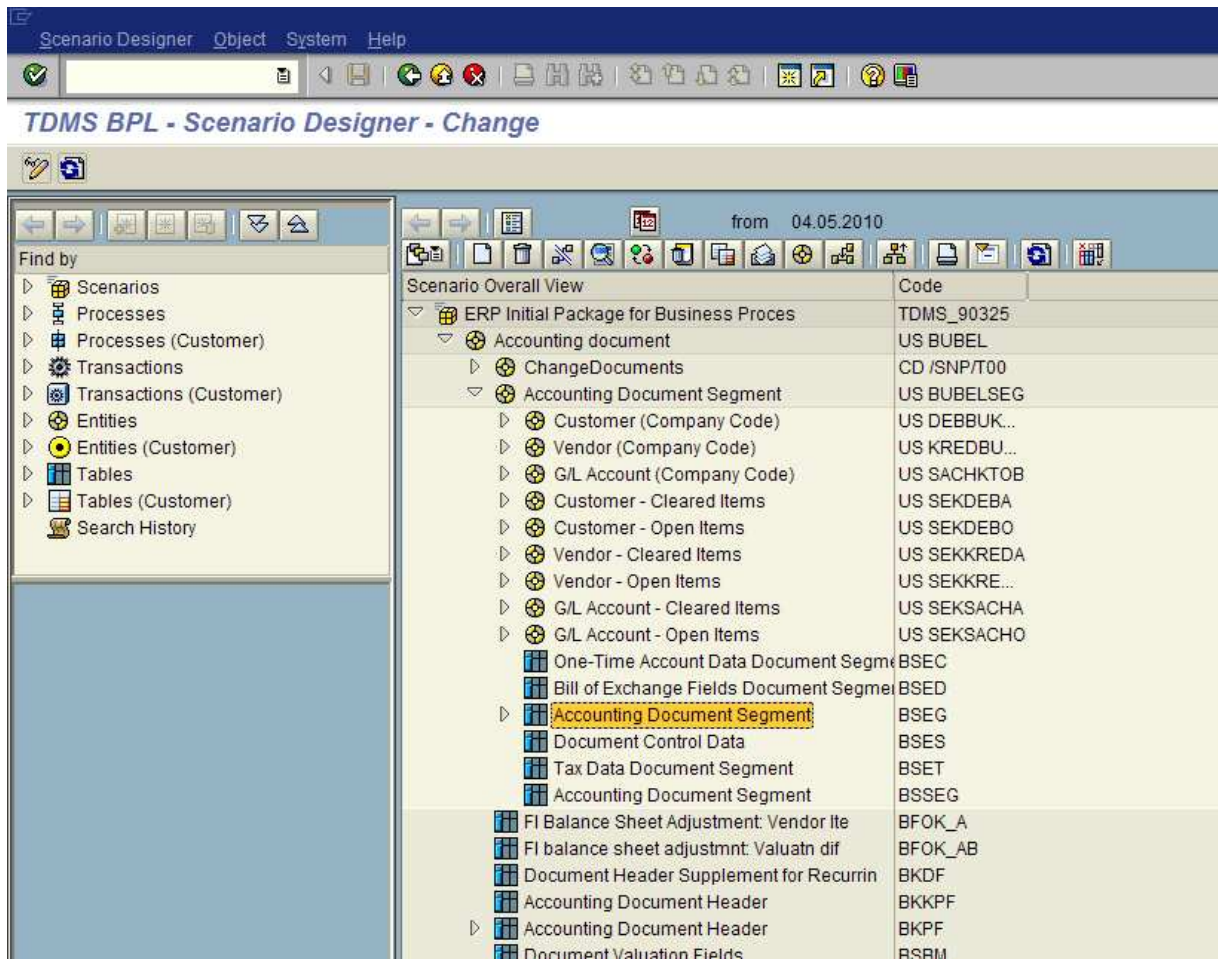 Scenario Designer Object System Help
TDMS BPL - Scenario Designer - Change
from 04.05.2010
Find by
Scenarios
Processes
Processes (Customer)
Transactions
Transactions (Customer)
Entities
Entities (Customer)
Tables
Tables (Customer)
Search History
Scenario Overall View Code
ERP Initial Package for Business Proces TDMS_90325
Accounting document US BUBEL
ChangeDocuments CD /SNP/T00
Accounting Document Segment US BUBELSEG
Customer (Company Code) US DEBBUK...
Vendor (Company Code) US KREDBU...
G/L Account (Company Code) US SACHKTOB
Customer - Cleared Items US SEKDEBA
Customer - Open Items US SEKDEBO
Vendor - Cleared Items US SEKKREDA
Vendor - Open Items US SEKKRE...
G/L Account - Cleared Items US SEKSACHA
G/L Account - Open Items US SEKSACHO
One-Time Account Data Document Segme BSEC
Bill of Exchange Fields Document Segmei BSED
Accounting Document Segment BSEG
Document Control Data BSES
Tax Data Document Segment BSET
Accounting Document Segment BSSEG
FI Balance Sheet Adjustment: Vendor Ite BFOK_A
FI balance sheet adjustmnt: Valuatn dif BFOK_AB
Document Header Supplement for Recurrin BKDF
Accounting Document Header BKKPF
Accounting Document Header BKPF
Document Valuation Fields BSBM